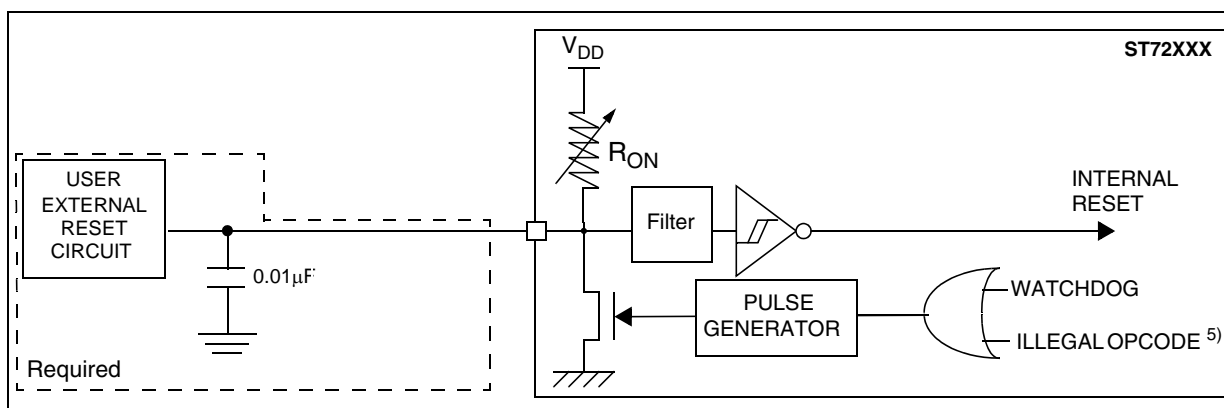 V_DD
ST72XXX
R_ON
USER
EXTERNAL
RESET
CIRCUIT
0.01µF
Required
Filter
INTERNAL
RESET
PULSE
GENERATOR
WATCHDOG
ILLEGAL OPCODE 5)